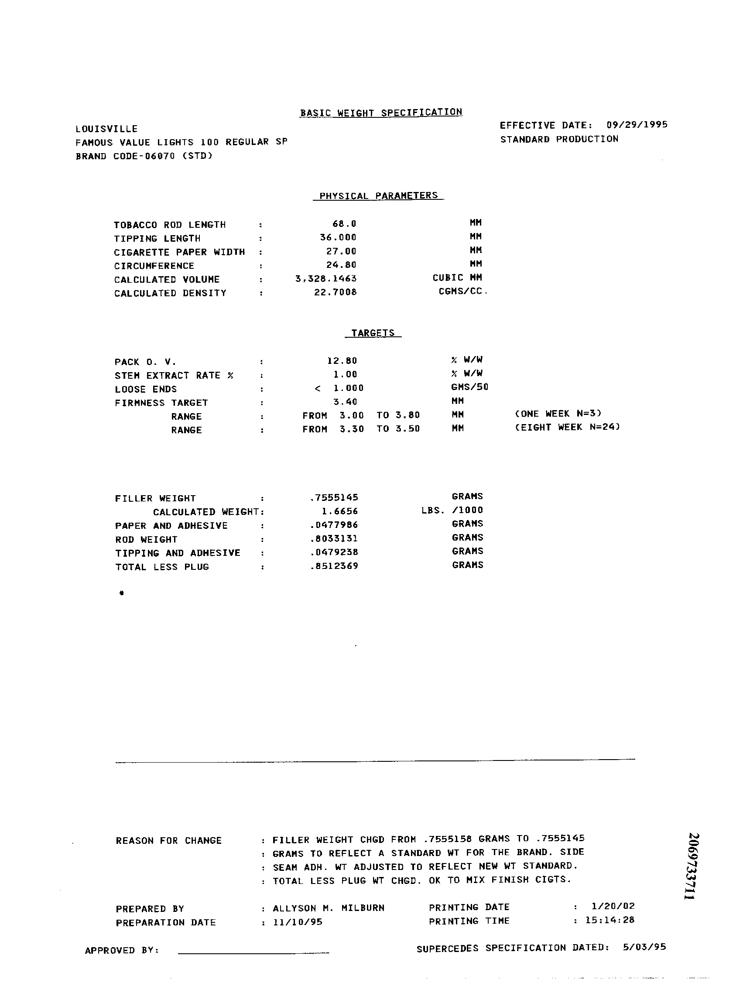 BASIC WEIGHT SPECIFICATION
LOUISVILLE EFFECTIVE DATE: 09/29/1995
FAMOUS VALUE LIGHTS 100 REGULAR SP STANDARD PRODUCTION
BRAND CODE-06070 (STD)
PHYSICAL PARAMETERS
TOBACCO ROD LENGTH : 68.0 MM
TIPPING LENGTH : 36.000 MM
CIGARETTE PAPER WIDTH : 27.00 MM
CIRCUMFERENCE : 24.80 MM
CALCULATED VOLUME : 3,328.1463 CUBIC MM
CALCULATED DENSITY : 22.7008 CGMS/CC.
TARGETS
PACK O. V. : 12.80 % W/W
STEM EXTRACT RATE % : 1.00 % W/W
LOOSE ENDS : < 1.000 GMS/50
FIRMNESS TARGET : 3.40 MM
RANGE : FROM 3.00 TO 3.80 MM (ONE WEEK N=3)
RANGE : FROM 3.30 TO 3.50 MM (EIGHT WEEK N=24)
FILLER WEIGHT : .7555145 GRAMS
CALCULATED WEIGHT: 1.6656 LBS. /1000
PAPER AND ADHESIVE : .0477986 GRAMS
ROD WEIGHT : .8033131 GRAMS
TIPPING AND ADHESIVE : .0479238 GRAMS
TOTAL LESS PLUG : .8512369 GRAMS
REASON FOR CHANGE : FILLER WEIGHT CHGD FROM .7555158 GRAMS TO .7555145
: GRAMS TO REFLECT A STANDARD WT FOR THE BRAND. SIDE
: SEAM ADH. WT ADJUSTED TO REFLECT NEW WT STANDARD.
: TOTAL LESS PLUG WT CHGD. OK TO MIX FINISH CIGTS.
PREPARED BY : ALLYSON M. MILBURN PRINTING DATE : 1/20/02
PREPARATION DATE : 11/10/95 PRINTING TIME : 15:14:28
APPROVED BY: SUPERCEDES SPECIFICATION DATED: 5/03/95
2069733711